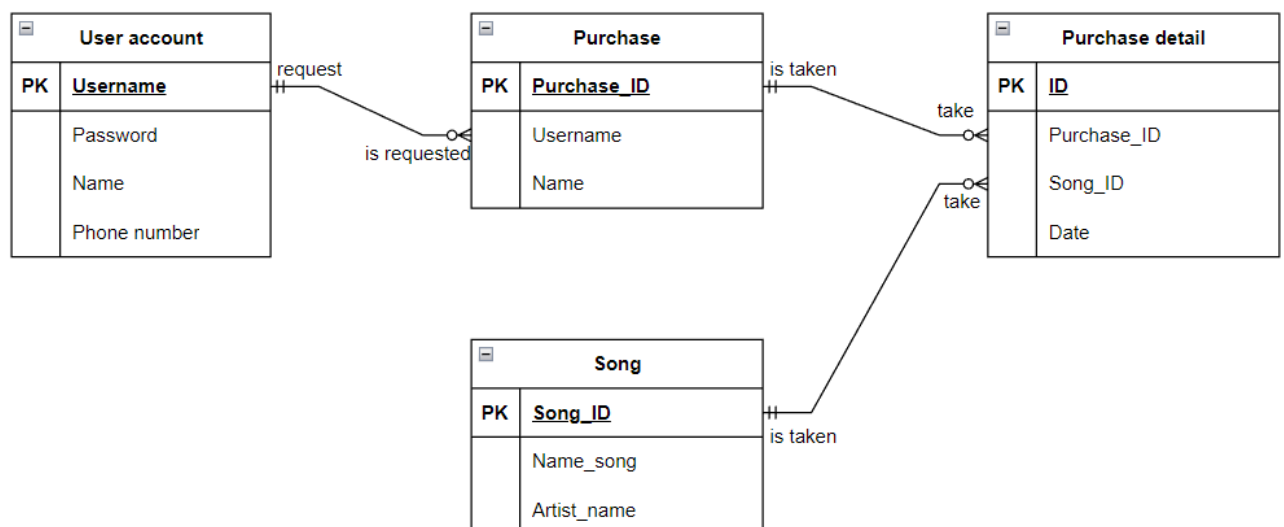 User account
PK Username
Password
Name
Phone number
request
is requested
Purchase
PK Purchase_ID
Username
Name
is taken
take
Purchase detail
PK ID
Purchase_ID
Song_ID
Date
take
Song
PK Song_ID
Name_song
Artist_name
is taken